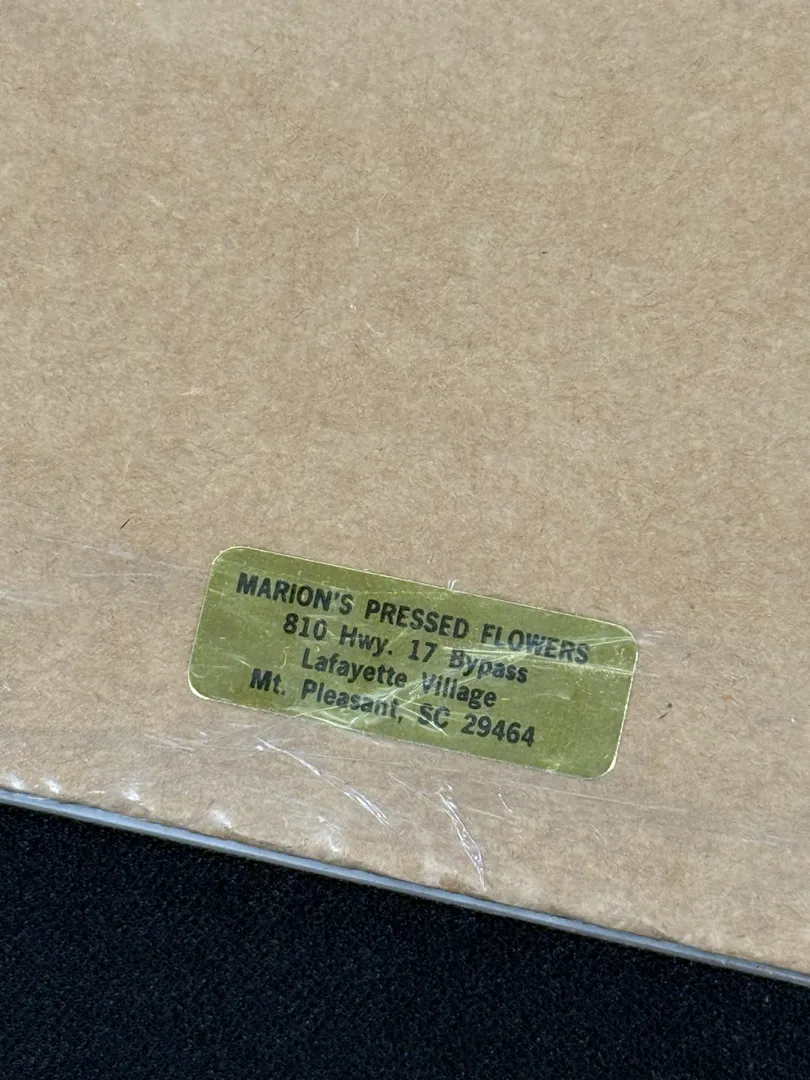 MARION'S PRESSED FLOWERS
810 Hwy. 17 Bypass
Lafayette Village
Mt. Pleasant, SC 29464